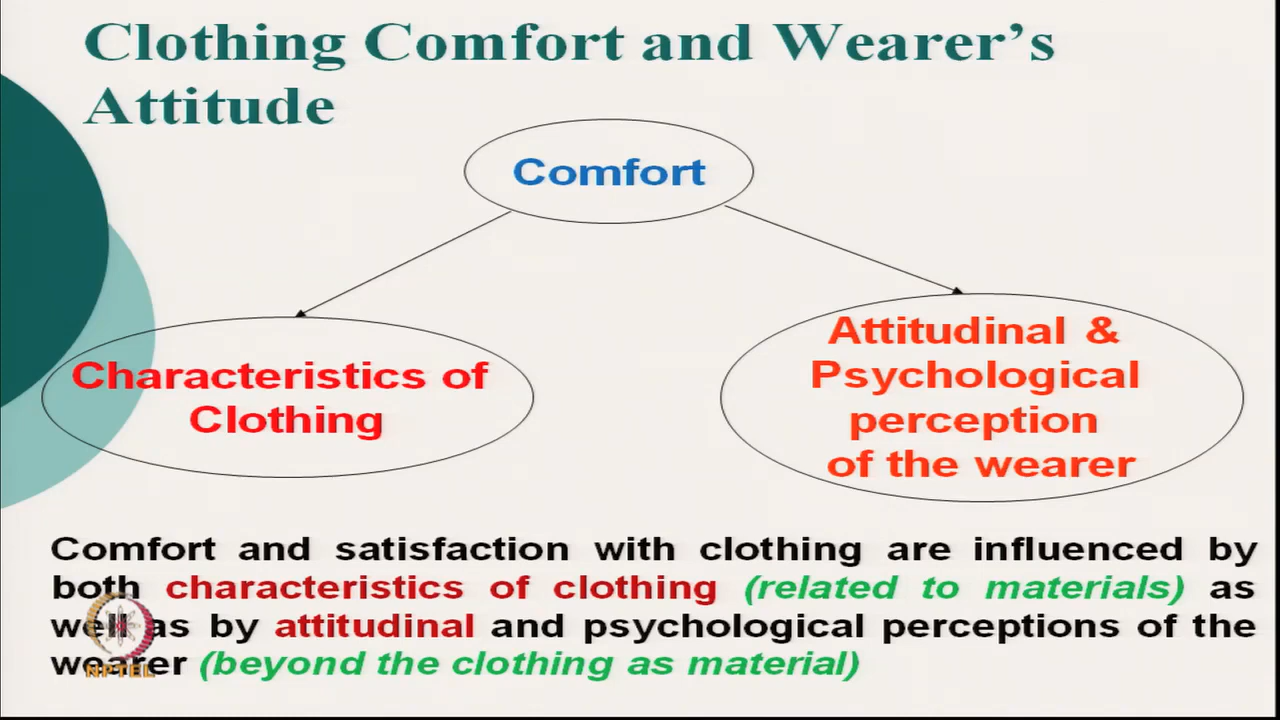 Clothing Comfort and Wearer's
Attitude
Comfort
Characteristics of
Clothing
Attitudinal &
Psychological
perception
of the wearer
Comfort and satisfaction with clothing are influenced by
both characteristics of clothing (related to materials) as
well as by attitudinal and psychological perceptions of the
wearer (beyond the clothing as material)
NPTEL